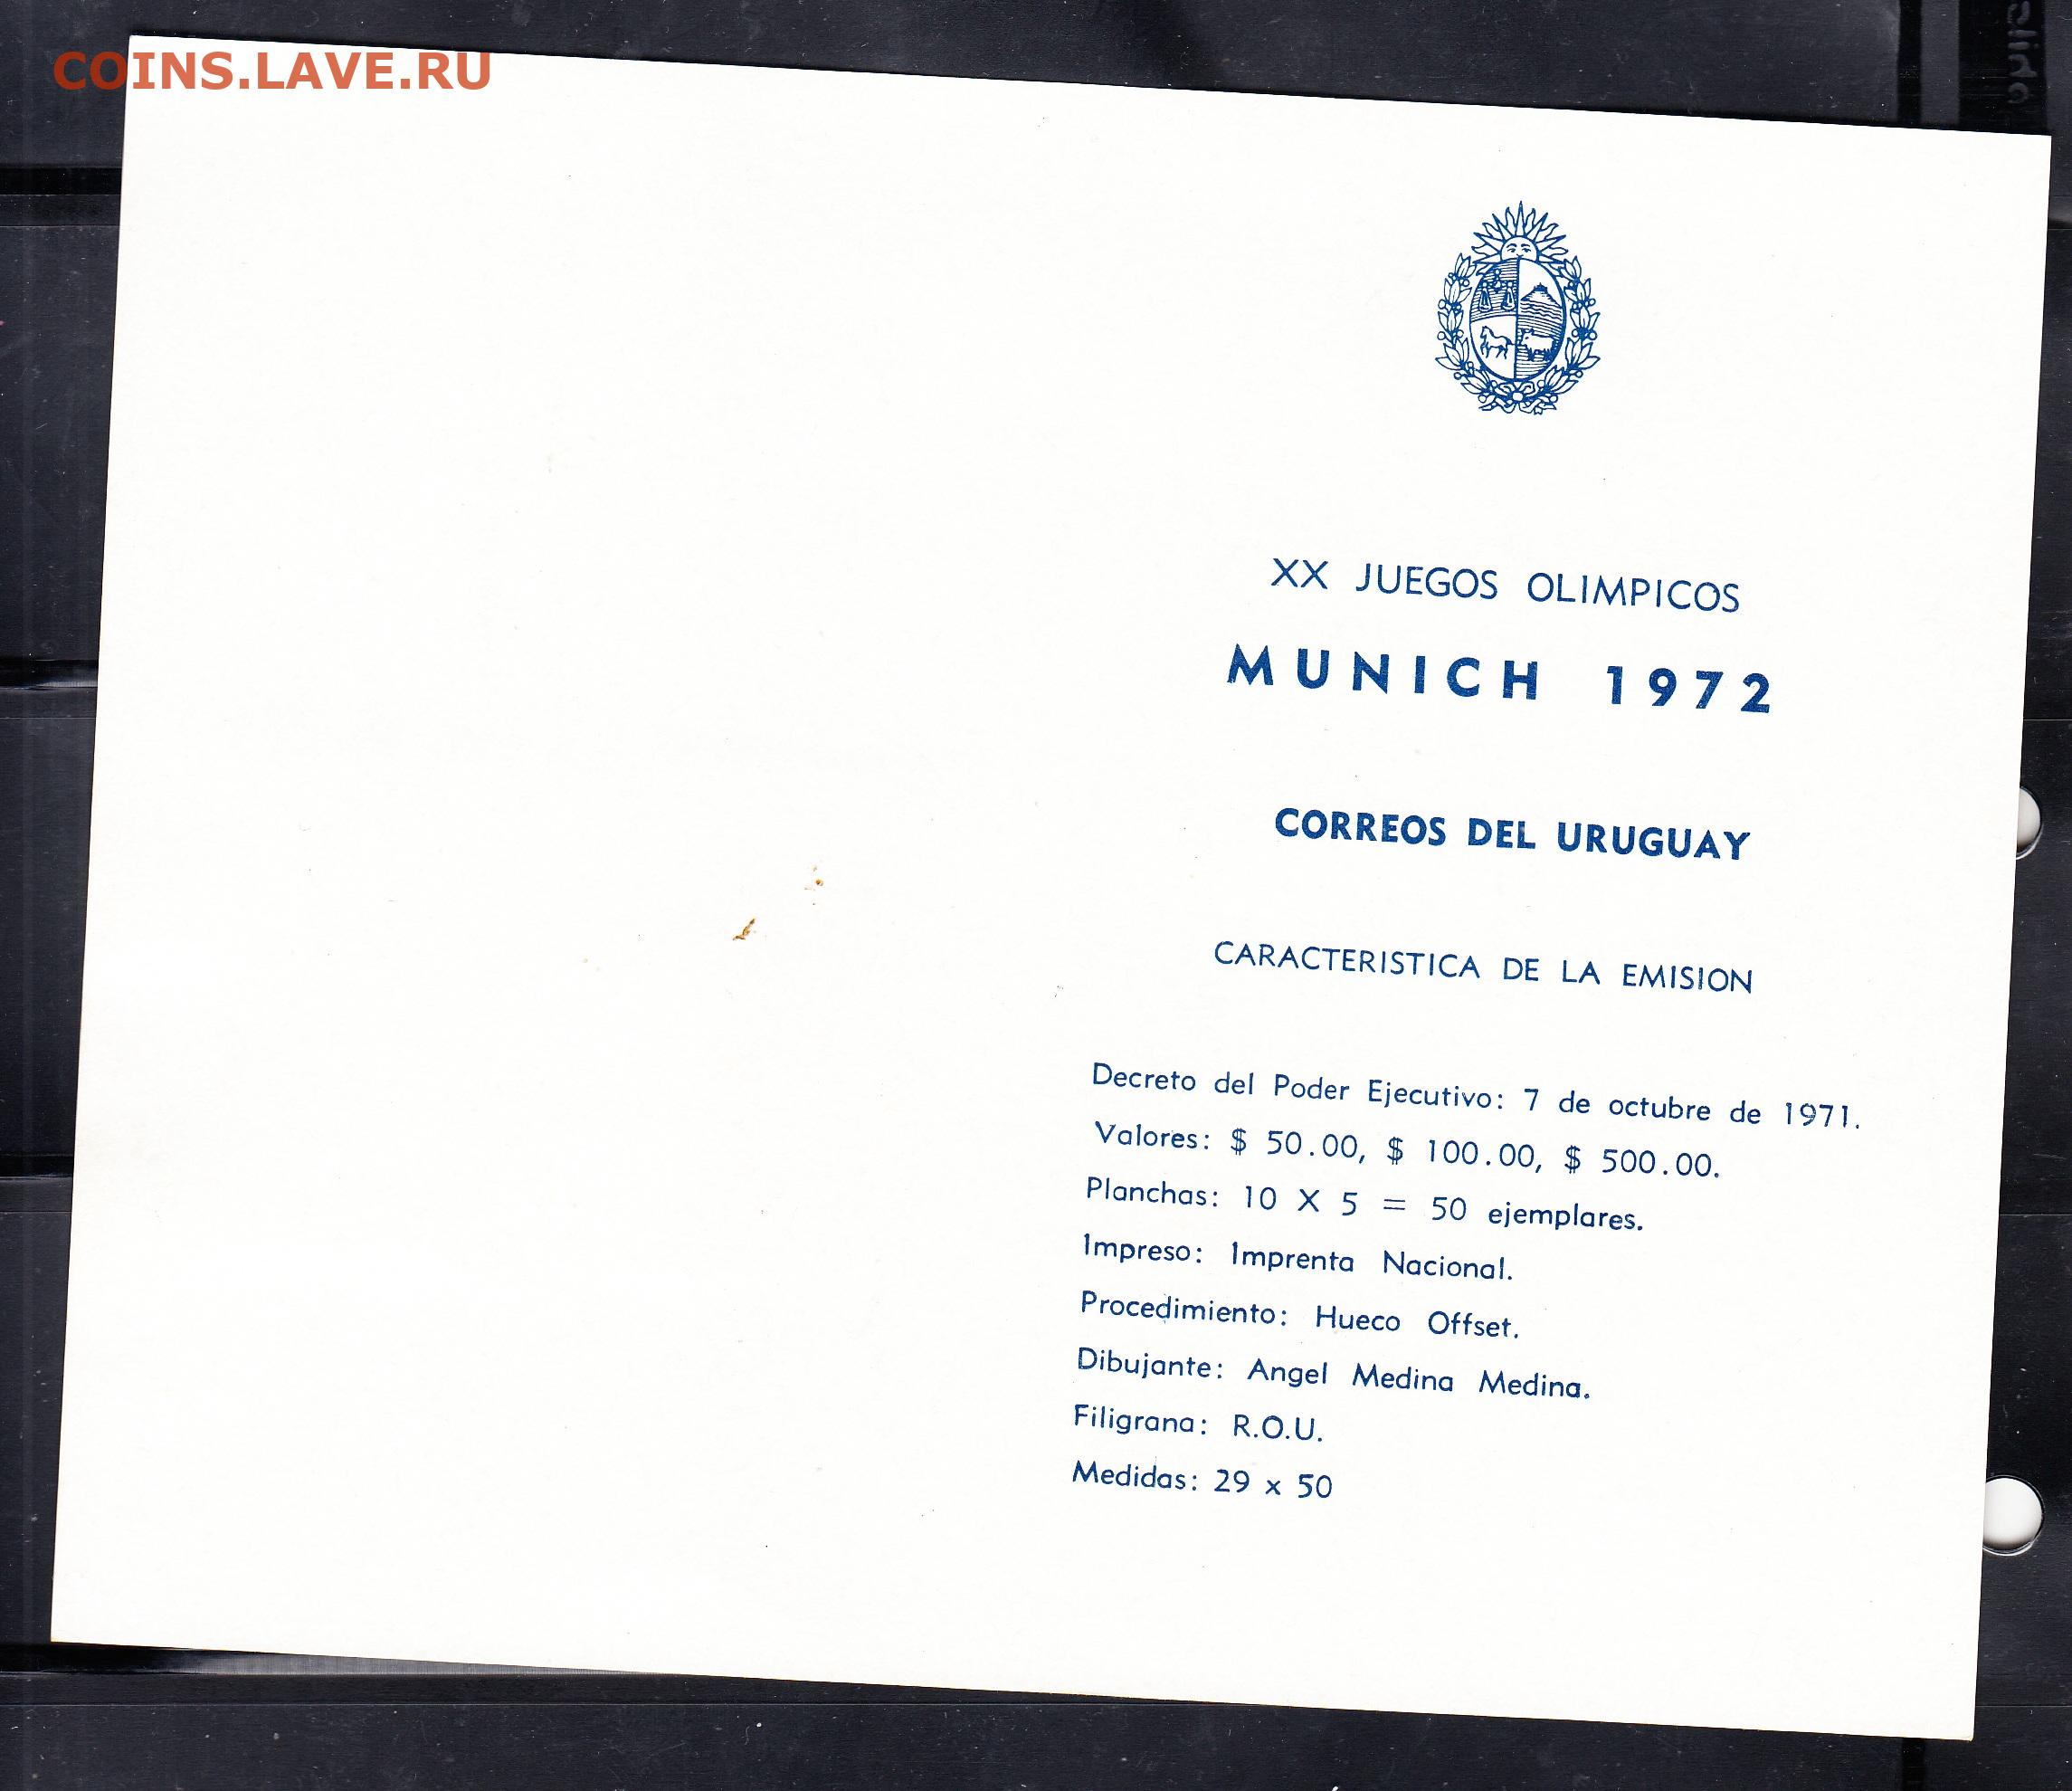 COINS.LAVE.RU
XX JUEGOS OLIMPICOS
MUNICH 1972
CORREOS DEL URUGUAY
CARACTERISTICA DE LA EMISION
Decreto del Poder Ejecutivo: 7 de octubre de 1971.
Valores: $ 50.00, $ 100.00, $ 500.00.
Planchas: 10 X 5 = 50 ejemplares.
Impreso: Imprenta Nacional.
Procedimiento: Hueco Offset.
Dibujante: Angel Medina Medina.
Filigrana: R.O.U.
Medidas: 29 x 50